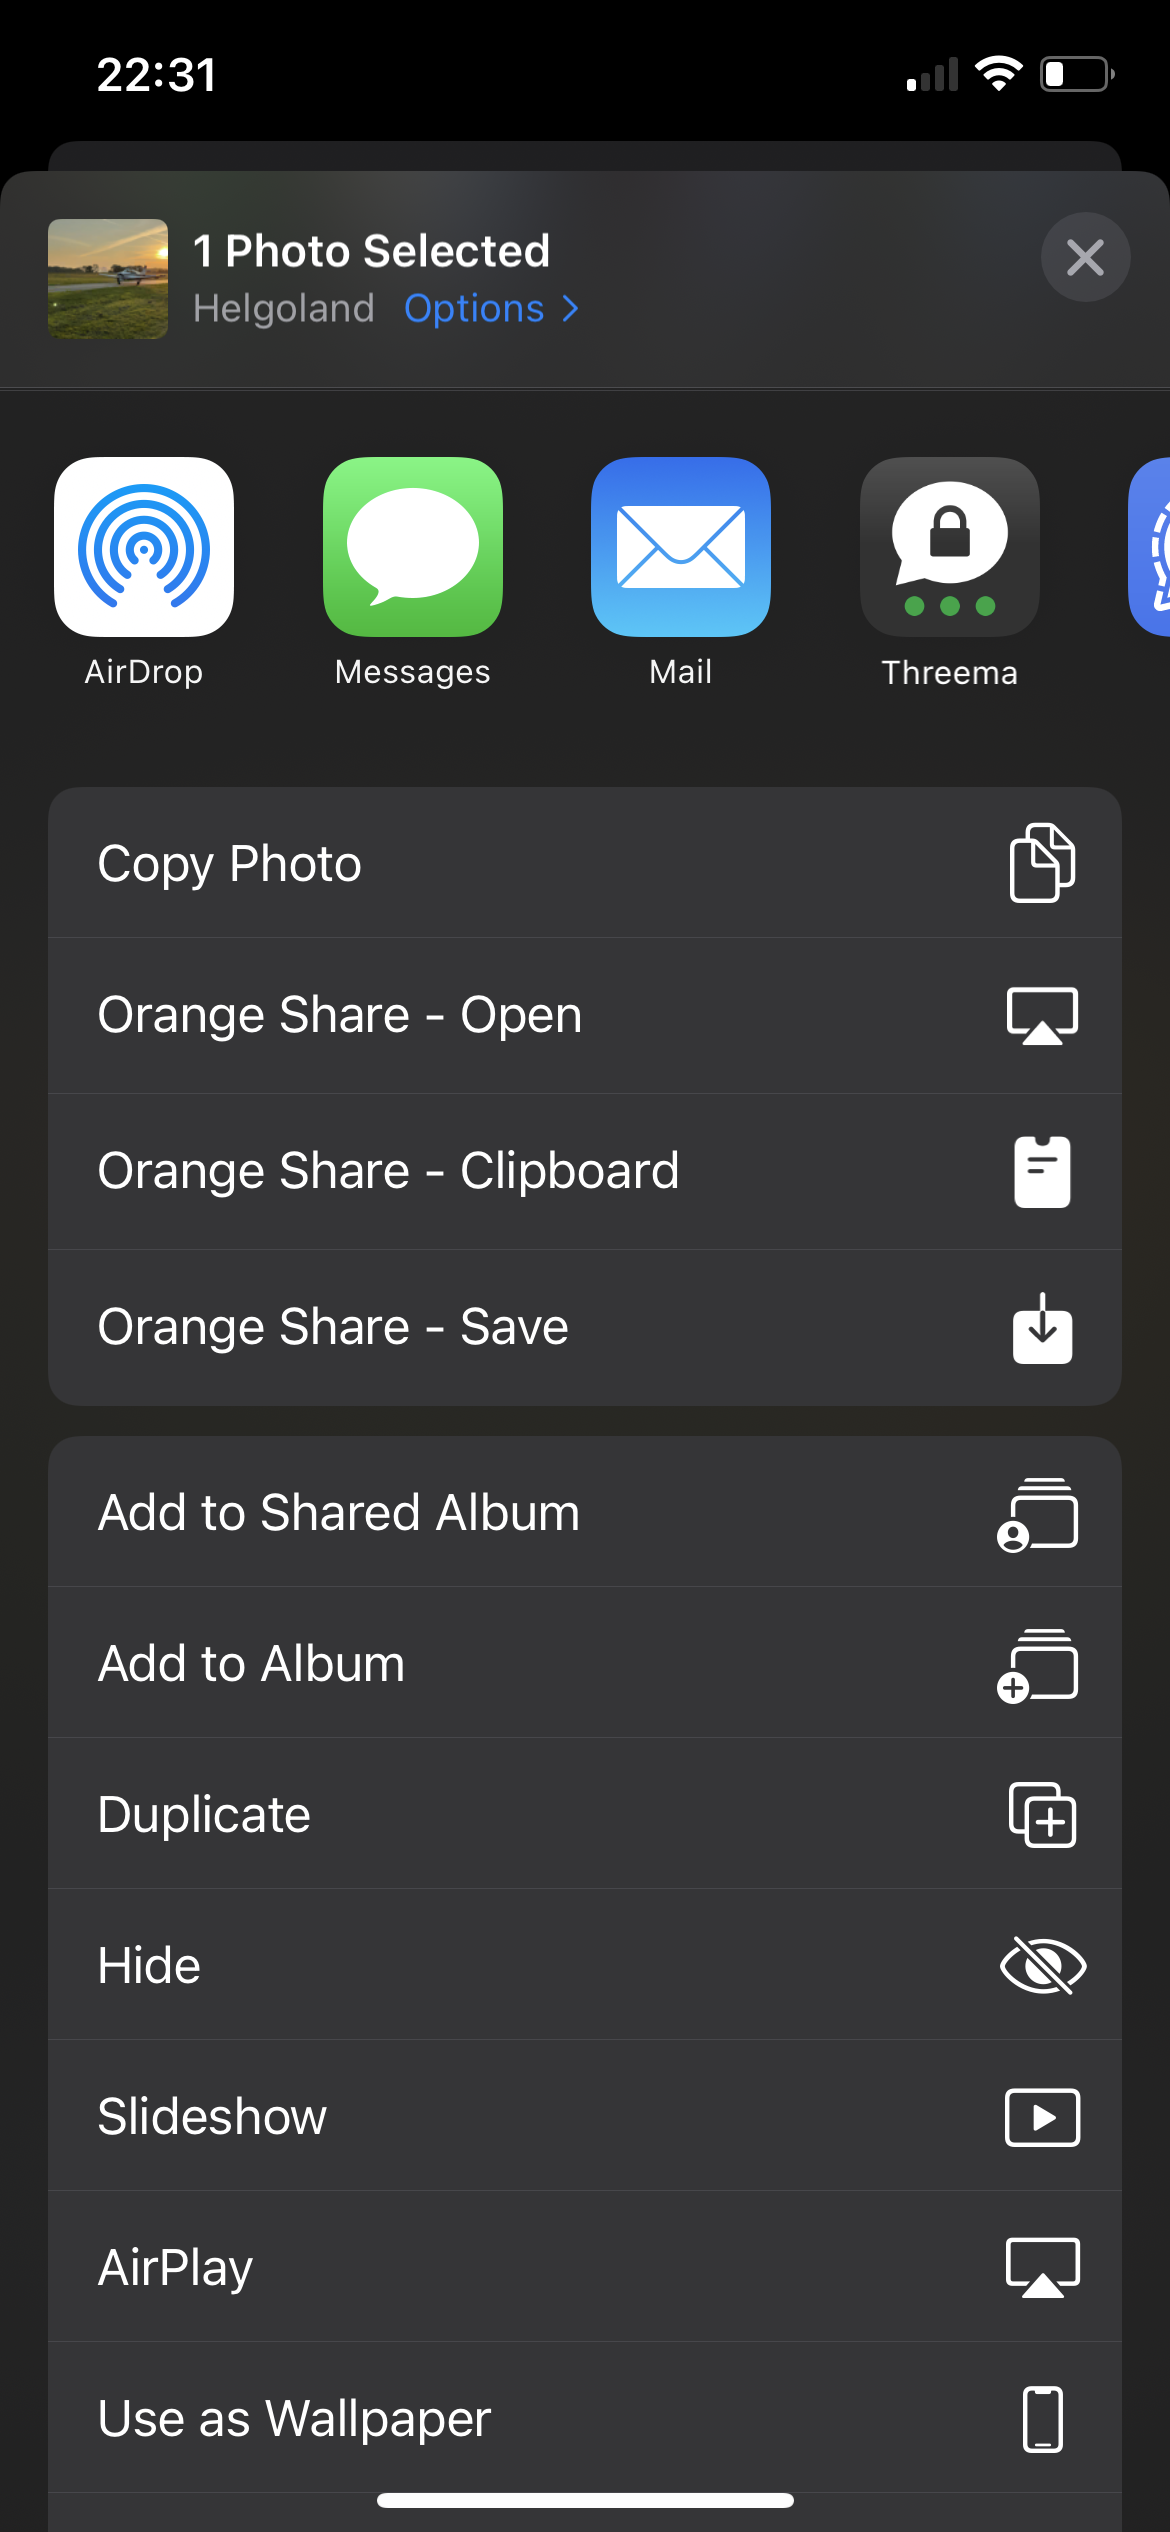 22:31
1 Photo Selected
Helgoland Options
AirDrop
Messages
Mail
Threema
Copy Photo
Orange Share - Open
Orange Share - Clipboard
Orange Share - Save
Add to Shared Album
Add to Album
Duplicate
Hide
Slideshow
AirPlay
Use as Wallpaper